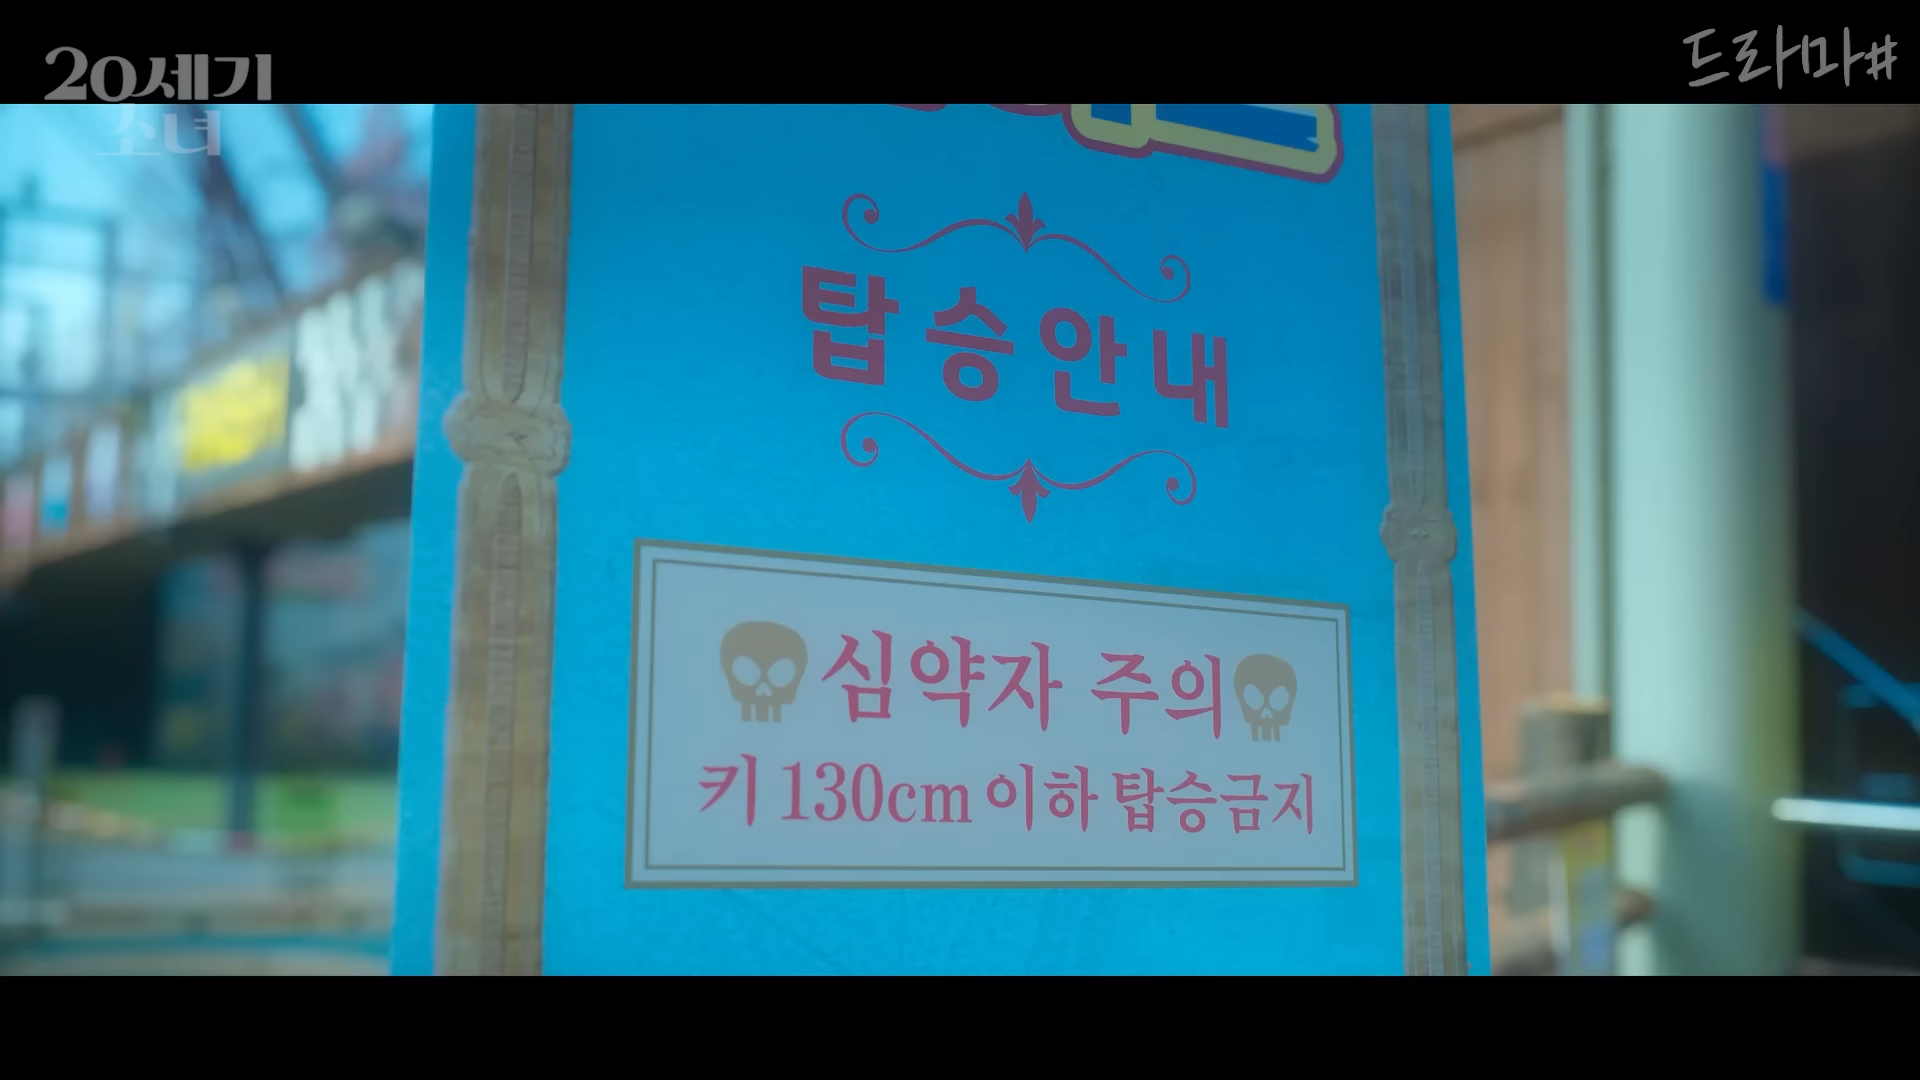 20세기
소녀
드라마#
탑승안내
심약자 주의
키 130cm 이하 탑승금지